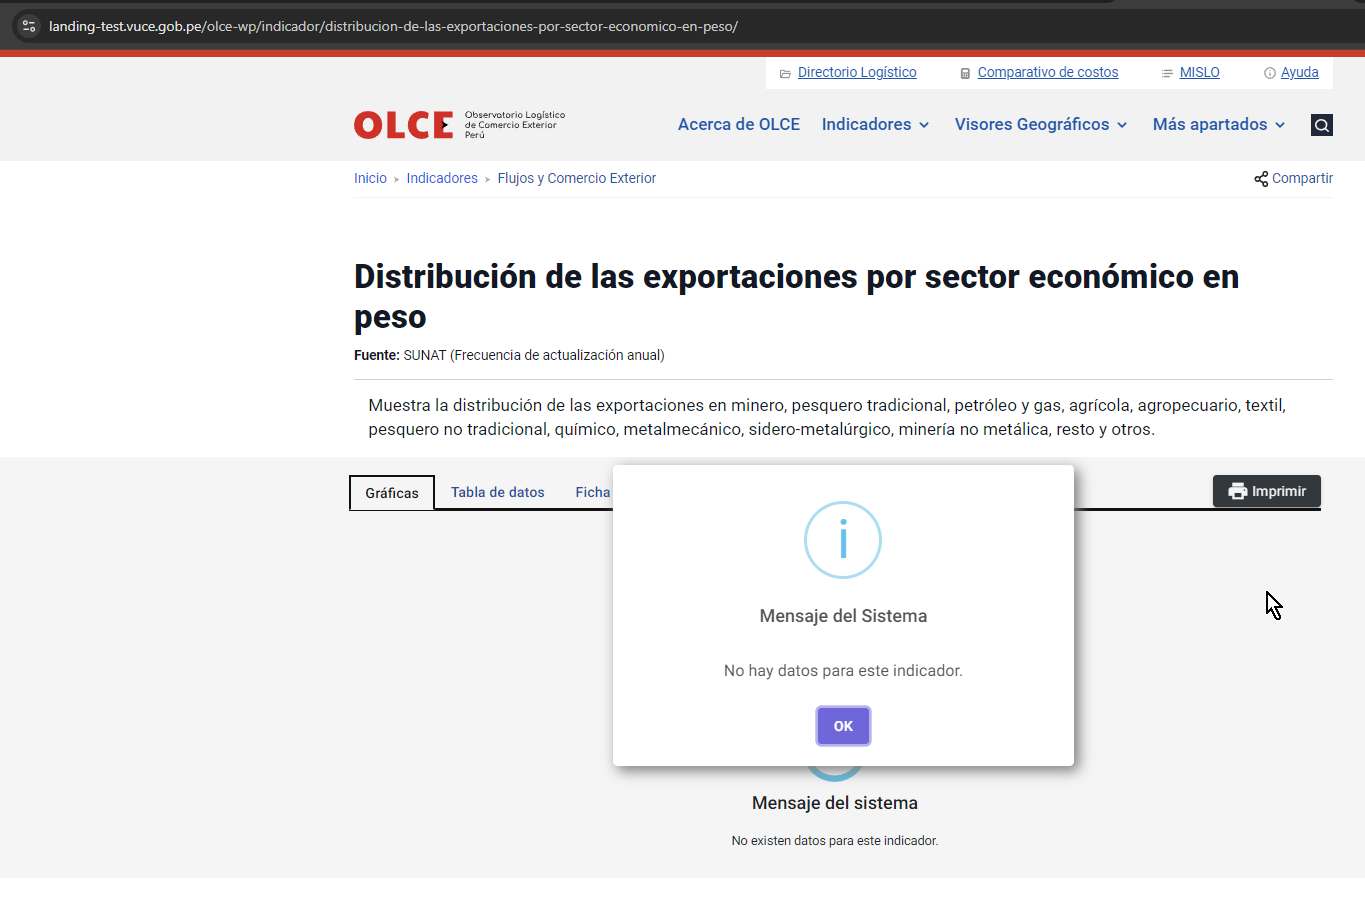 landing-test.vuce.gob.pe/olce-wp/indicador/distribucion-de-las-exportaciones-por-sector-economico-en-peso/
Directorio Logístico Comparativo de costos MISLO Ayuda
OLCE
Observatorio Logístico
de Comercio Exterior
Perú
Acerca de OLCE Indicadores Visores Geográficos Más apartados
Inicio Indicadores Flujos y Comercio Exterior Compartir
Distribución de las exportaciones por sector económico en
peso
Fuente: SUNAT (Frecuencia de actualización anual)
Muestra la distribución de las exportaciones en minero, pesquero tradicional, petróleo y gas, agrícola, agropecuario, textil,
pesquero no tradicional, químico, metalmecánico, sidero-metalúrgico, minería no metálica, resto y otros.
Gráficas Tabla de datos Ficha Imprimir
Mensaje del Sistema
No hay datos para este indicador.
OK
Mensaje del sistema
No existen datos para este indicador.